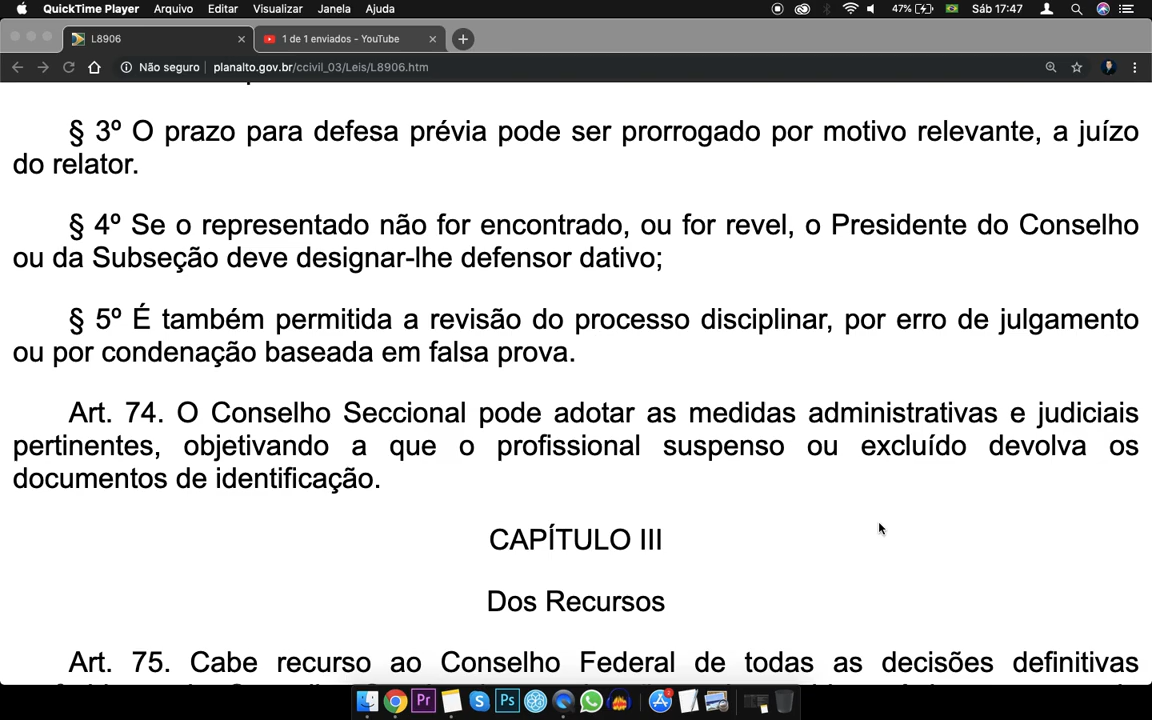 QuickTime Player Arquivo Editar Visualizar Janela Ajuda 47% Sáb 17:47
L8906 1 de 1 enviados - YouTube
Não seguro planalto.gov.br/ccivil_03/Leis/L8906.htm
§ 3º O prazo para defesa prévia pode ser prorrogado por motivo relevante, a juízo
do relator.
§ 4º Se o representado não for encontrado, ou for revel, o Presidente do Conselho
ou da Subseção deve designar-lhe defensor dativo;
§ 5º É também permitida a revisão do processo disciplinar, por erro de julgamento
ou por condenação baseada em falsa prova.
Art. 74. O Conselho Seccional pode adotar as medidas administrativas e judiciais
pertinentes, objetivando a que o profissional suspenso ou excluído devolva os
documentos de identificação.
CAPÍTULO III
Dos Recursos
Art. 75. Cabe recurso ao Conselho Federal de todas as decisões definitivas
Pr Ps